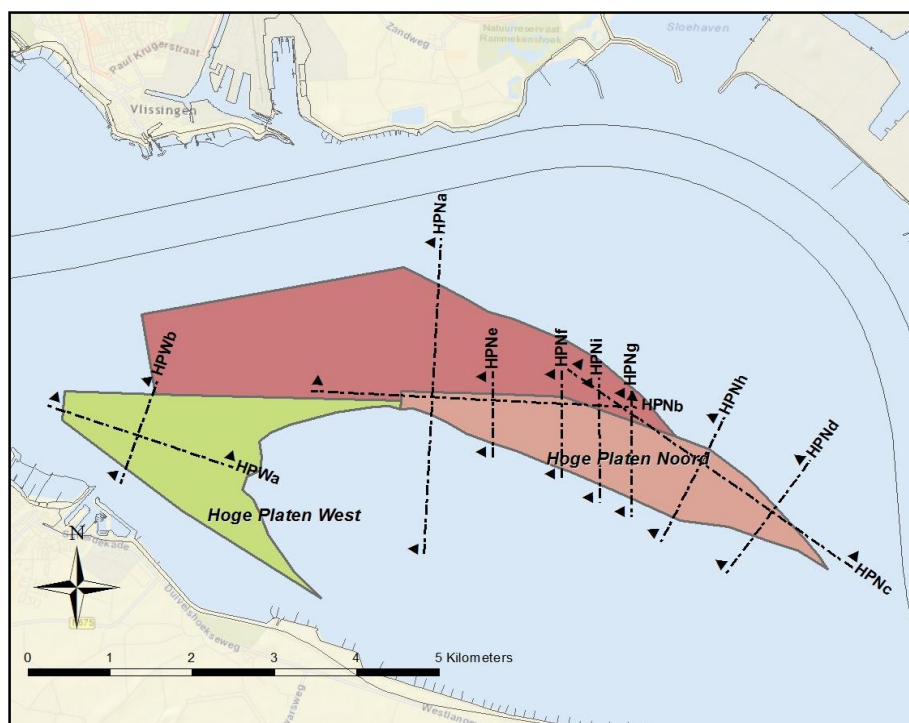 Natuurreservaat
Rammekenshoek
Sloehaven
Zandweg
Paul Krugerstraat
Vlissingen
HPNa
HPWb
HPNe
HPNf
HPNi
HPNg
HPNb
HPNh
HPNd
HPNc
HPWa
Hoge Platen Noord
Hoge Platen West
N
Duivelshoekseweg
0 1 2 3 4 5 Kilometers